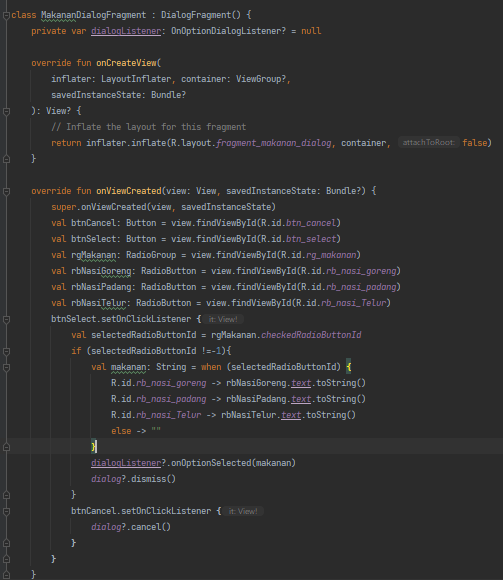 class MakananDialogFragment : DialogFragment() {
    private var dialogListener: OnOptionDialogListener? = null

    override fun onCreateView(
        inflater: LayoutInflater, container: ViewGroup?,
        savedInstanceState: Bundle?
    ): View? {
        // Inflate the layout for this fragment
        return inflater.inflate(R.layout.fragment_makanan_dialog, container, attachToRoot: false)
    }

    override fun onViewCreated(view: View, savedInstanceState: Bundle?) {
        super.onViewCreated(view, savedInstanceState)
        val btnCancel: Button = view.findViewById(R.id.btn_cancel)
        val btnSelect: Button = view.findViewById(R.id.btn_select)
        val rgMakanan: RadioGroup = view.findViewById(R.id.rg_makanan)
        val rbNasiGoreng: RadioButton = view.findViewById(R.id.rb_nasi_goreng)
        val rbNasiPadang: RadioButton = view.findViewById(R.id.rb_nasi_padang)
        val rbNasiTelur: RadioButton = view.findViewById(R.id.rb_nasi_Telur)
        btnSelect.setOnClickListener { it: View!
            val selectedRadioButtonId = rgMakanan.checkedRadioButtonId
            if (selectedRadioButtonId !=-1){
                val makanan: String = when (selectedRadioButtonId) {
                    R.id.rb_nasi_goreng -> rbNasiGoreng.text.toString()
                    R.id.rb_nasi_padang -> rbNasiPadang.text.toString()
                    R.id.rb_nasi_Telur -> rbNasiTelur.text.toString()
                    else -> ""
                }
                dialogListener?.onOptionSelected(makanan)
                dialog?.dismiss()
            }
            btnCancel.setOnClickListener { it: View!
                dialog?.cancel()
            }
        }
    }